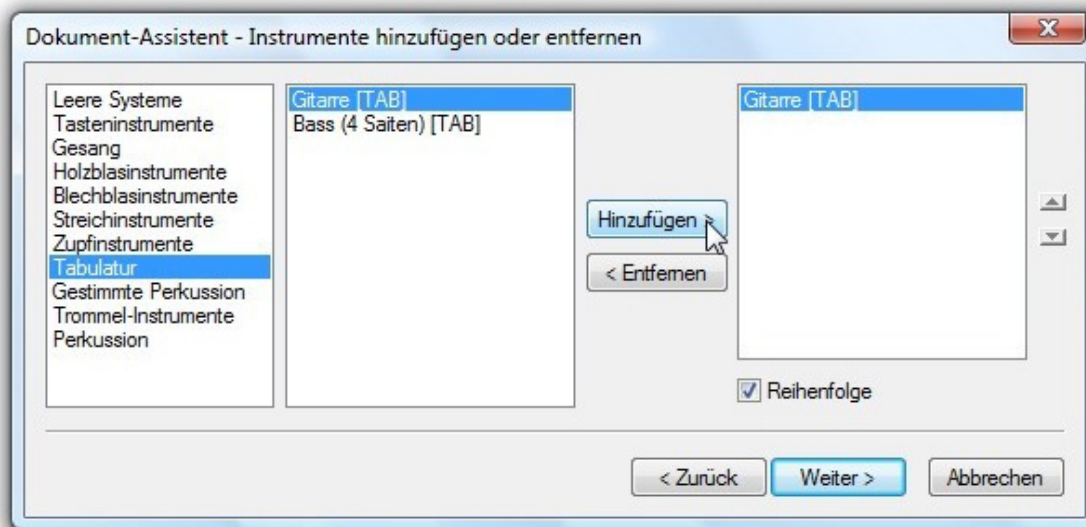 Dokument-Assistent - Instrumente hinzufügen oder entfernen
Leere Systeme
Tasteninstrumente
Gesang
Holzblasinstrumente
Blechblasinstrumente
Streichinstrumente
Zupfinstrumente
Tabulatur
Gestimmte Perkussion
Trommel-Instrumente
Perkussion
Gitarre [TAB]
Bass (4 Saiten) [TAB]
Hinzufügen >
< Entfernen
Gitarre [TAB]
Reihenfolge
< Zurück
Weiter >
Abbrechen